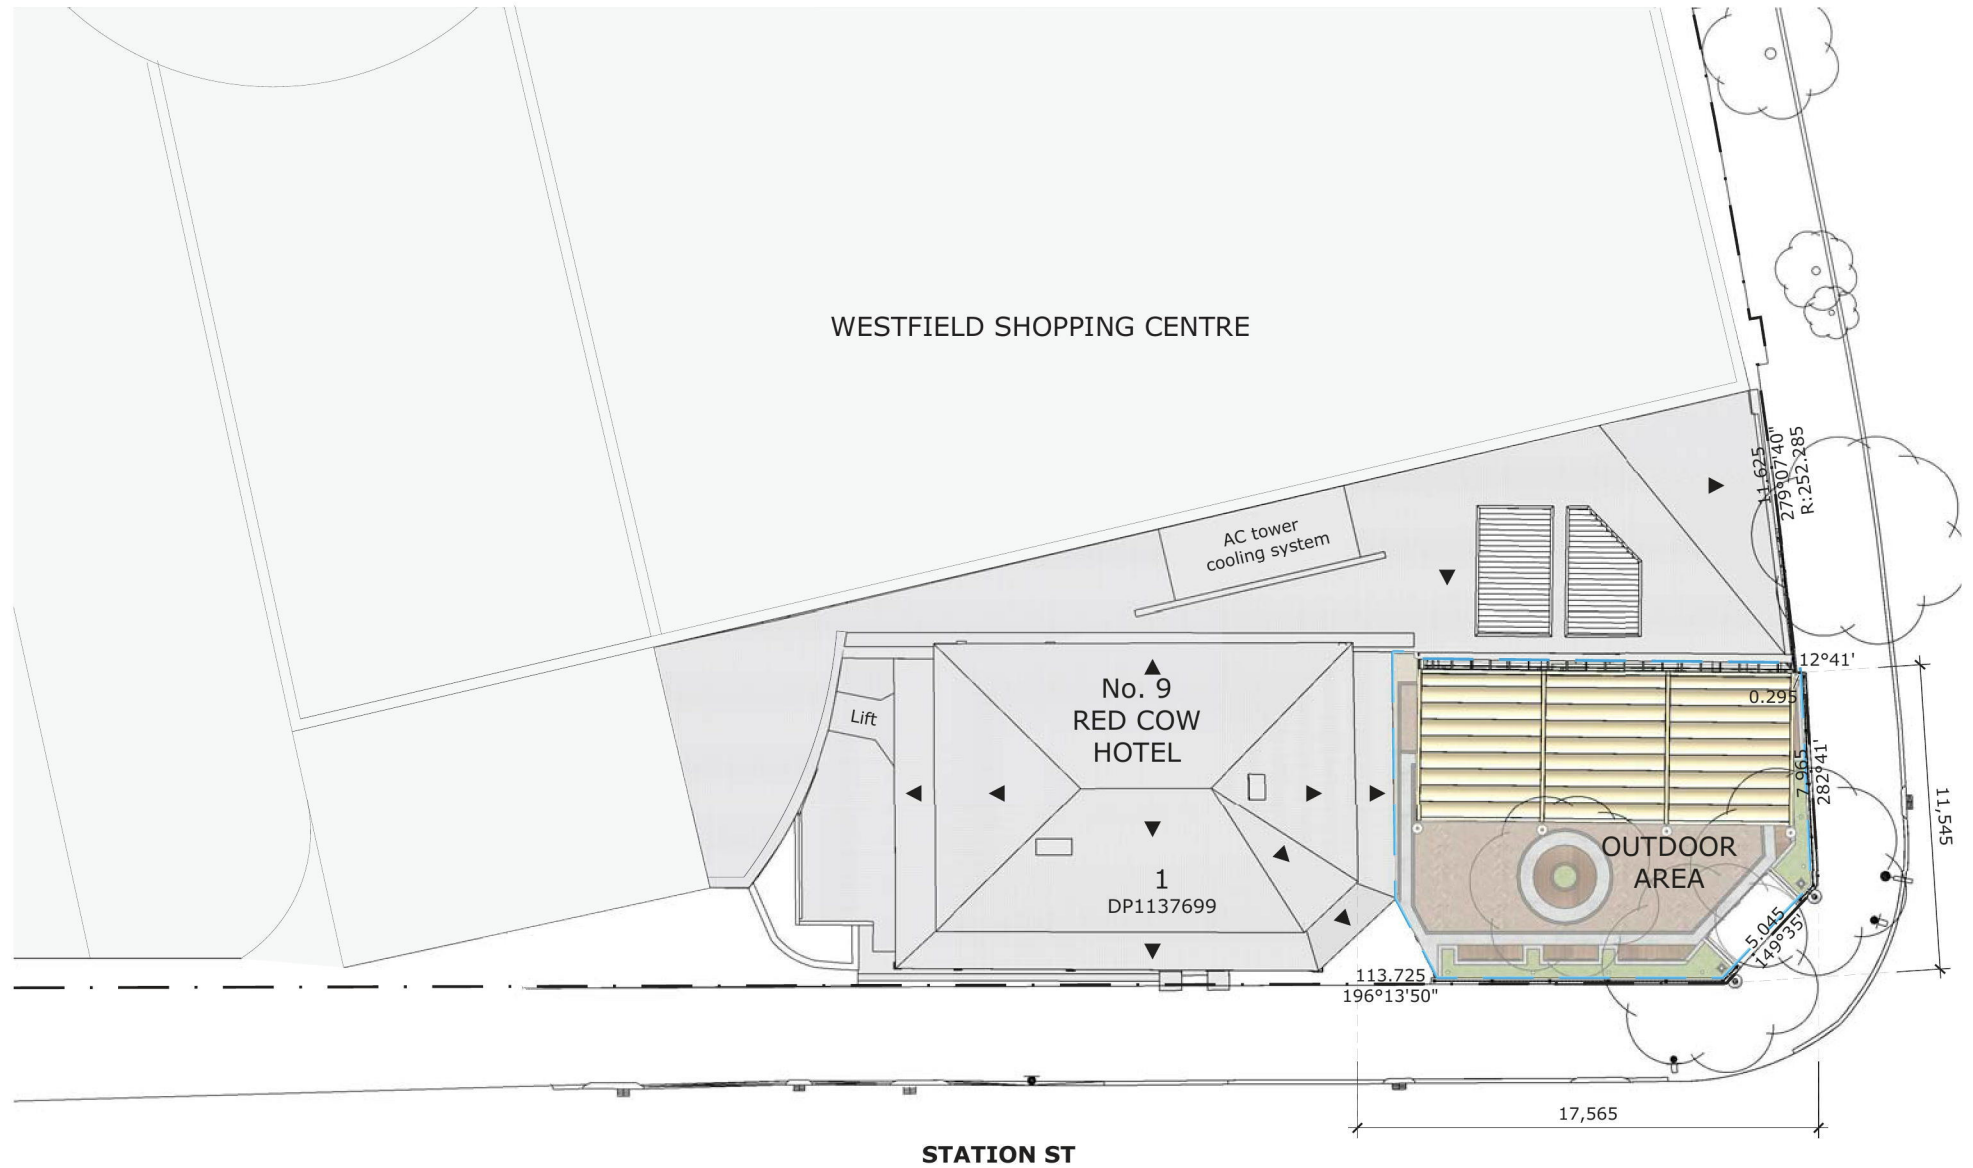 WESTFIELD SHOPPING CENTRE
11.625
279°07'40"
R:252.285
AC tower
cooling system
12°41'
0.295
No. 9
RED COW
HOTEL
Lift
7.965
282°41'
11,545
OUTDOOR
AREA
1
DP1137699
5.045
149°35'
113.725
196°13'50"
17,565
STATION ST